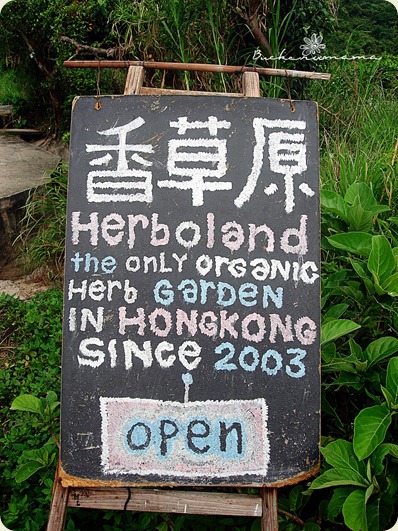 香草原
Herboland
the only organic
Herb Garden
in Hongkong
since 2003
open